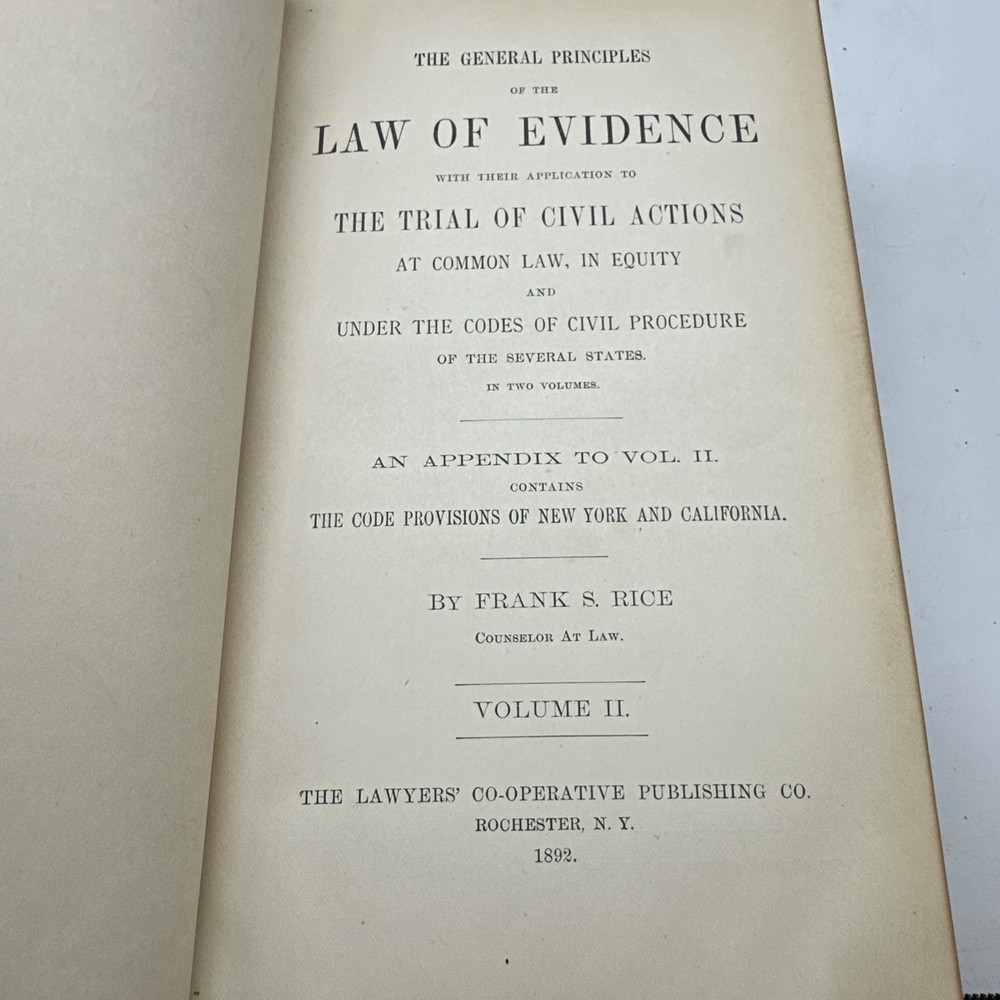 THE GENERAL PRINCIPLES
OF THE
LAW OF EVIDENCE
WITH THEIR APPLICATION TO
THE TRIAL OF CIVIL ACTIONS
AT COMMON LAW, IN EQUITY
AND
UNDER THE CODES OF CIVIL PROCEDURE
OF THE SEVERAL STATES.
IN TWO VOLUMES.
AN APPENDIX TO VOL. II.
CONTAINS
THE CODE PROVISIONS OF NEW YORK AND CALIFORNIA.
BY FRANK S. RICE
COUNSELOR AT LAW.
VOLUME II.
THE LAWYERS' CO-OPERATIVE PUBLISHING CO.
ROCHESTER, N. Y.
1892.